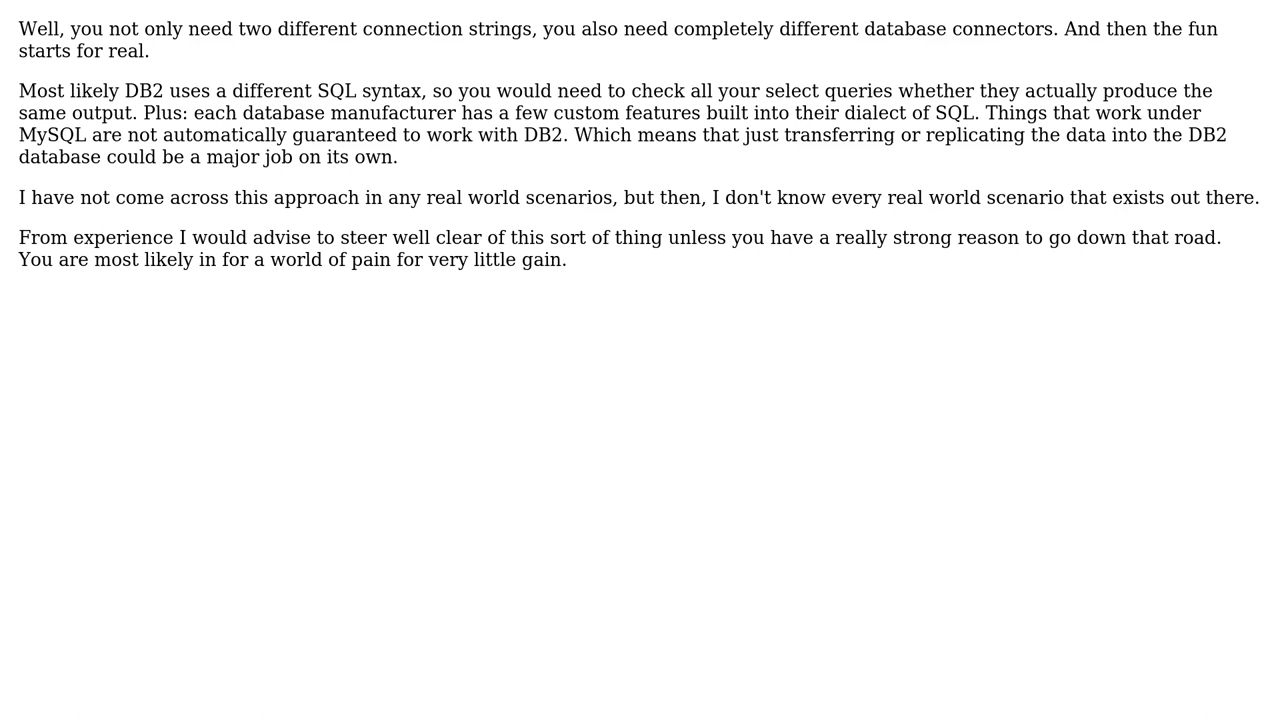 Well, you not only need two different connection strings, you also need completely different database connectors. And then the fun
starts for real.
Most likely DB2 uses a different SQL syntax, so you would need to check all your select queries whether they actually produce the
same output. Plus: each database manufacturer has a few custom features built into their dialect of SQL. Things that work under
MySQL are not automatically guaranteed to work with DB2. Which means that just transferring or replicating the data into the DB2
database could be a major job on its own.
I have not come across this approach in any real world scenarios, but then, I don't know every real world scenario that exists out there.
From experience I would advise to steer well clear of this sort of thing unless you have a really strong reason to go down that road.
You are most likely in for a world of pain for very little gain.